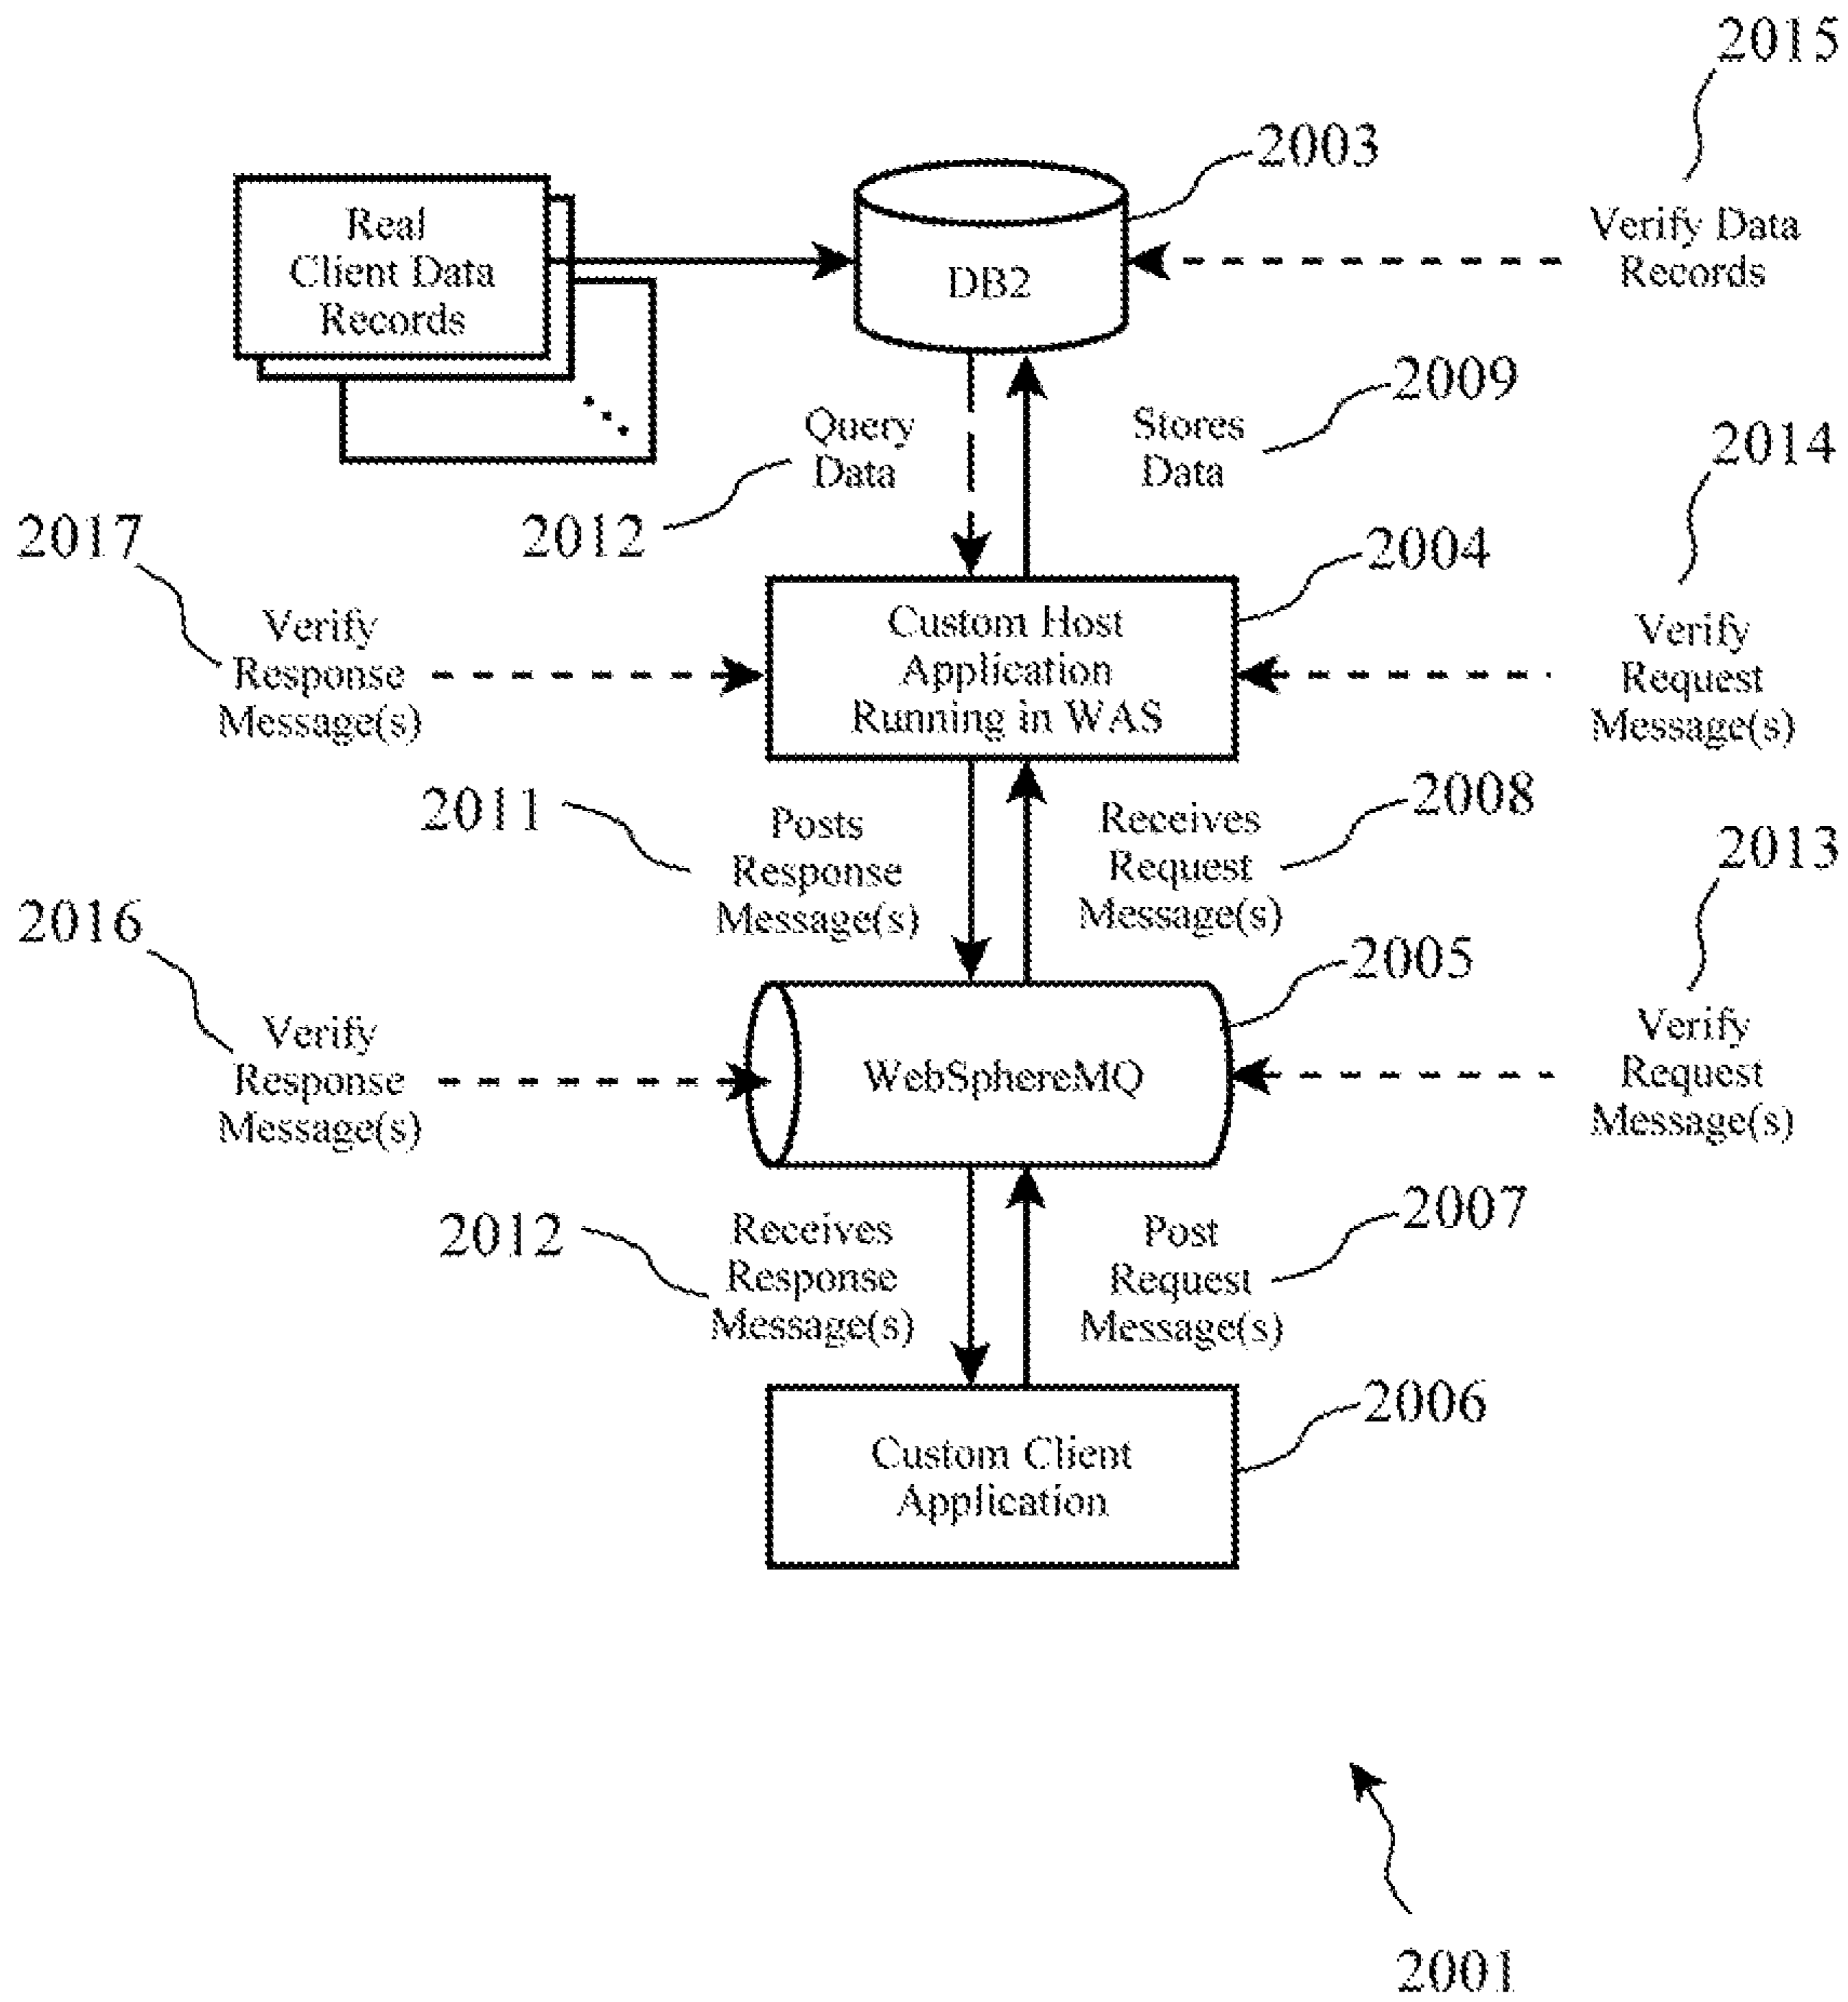 2015
2003
Real
Client Data
Records
DB2
Verify Data
Records
2009
Query
Data
Stores
Data
2014
2017
2012
2004
Verify
Response
Message(s)
Custom Host
Application
Running in WAS
Verify
Request
Message(s)
2011
Posts
Response
Message(s)
Receives
Request
Message(s)
2008
2013
2016
2005
Verify
Response
Message(s)
WebSphereMQ
Verify
Request
Message(s)
2012
Receives
Response
Message(s)
Post
Request
Message(s)
2007
2006
Custom Client
Application
2001